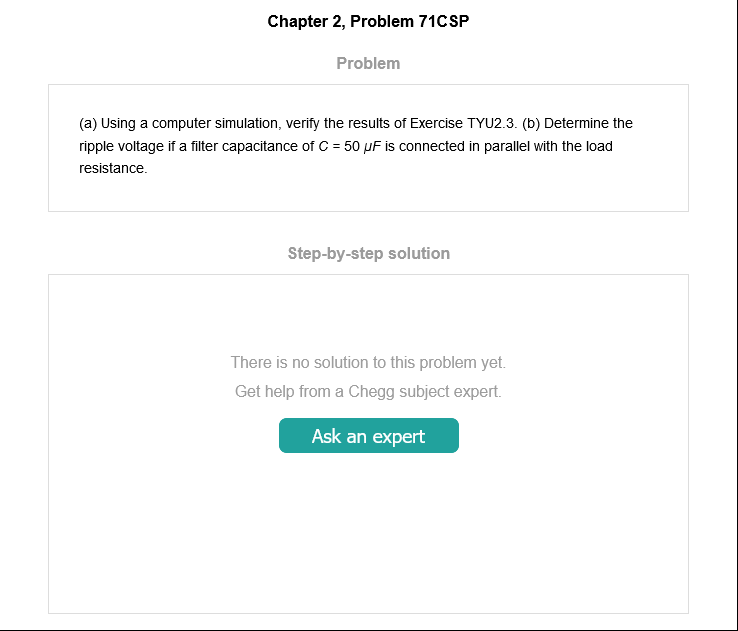 Chapter 2, Problem 71CSP
Problem
(a) Using a computer simulation, verify the results of Exercise TYU2.3. (b) Determine the
ripple voltage if a filter capacitance of C = 50 μF is connected in parallel with the load
resistance.
Step-by-step solution
There is no solution to this problem yet.
Get help from a Chegg subject expert.
Ask an expert